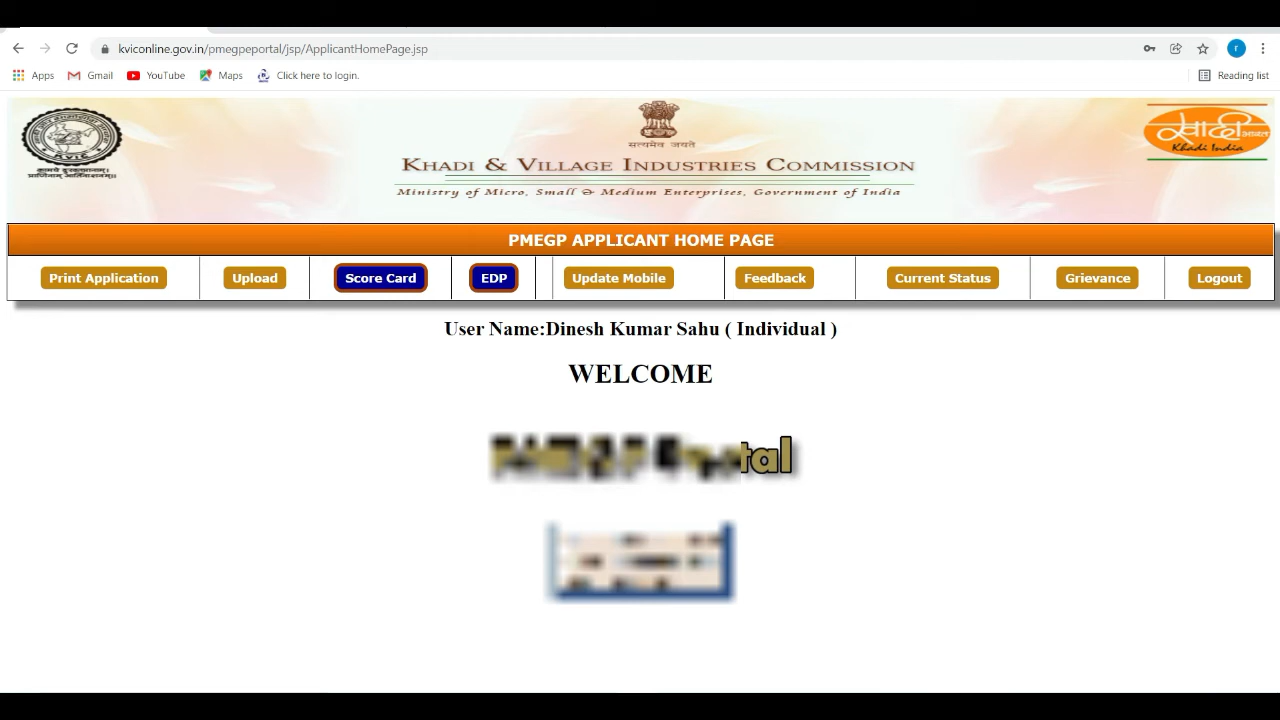 kviconline.gov.in/pmegpeportal/jsp/ApplicantHomePage.jsp
r
Apps Gmail YouTube Maps Click here to login. Reading list
सत्यमेव जयते
KVIC
खादी भारत
Khadi India
KHADI & VILLAGE INDUSTRIES COMMISSION
Ministry of Micro, Small & Medium Enterprises, Government of India
PMEGP APPLICANT HOME PAGE
Print Application Upload Score Card EDP Update Mobile Feedback Current Status Grievance Logout
User Name:Dinesh Kumar Sahu ( Individual )
WELCOME
tal